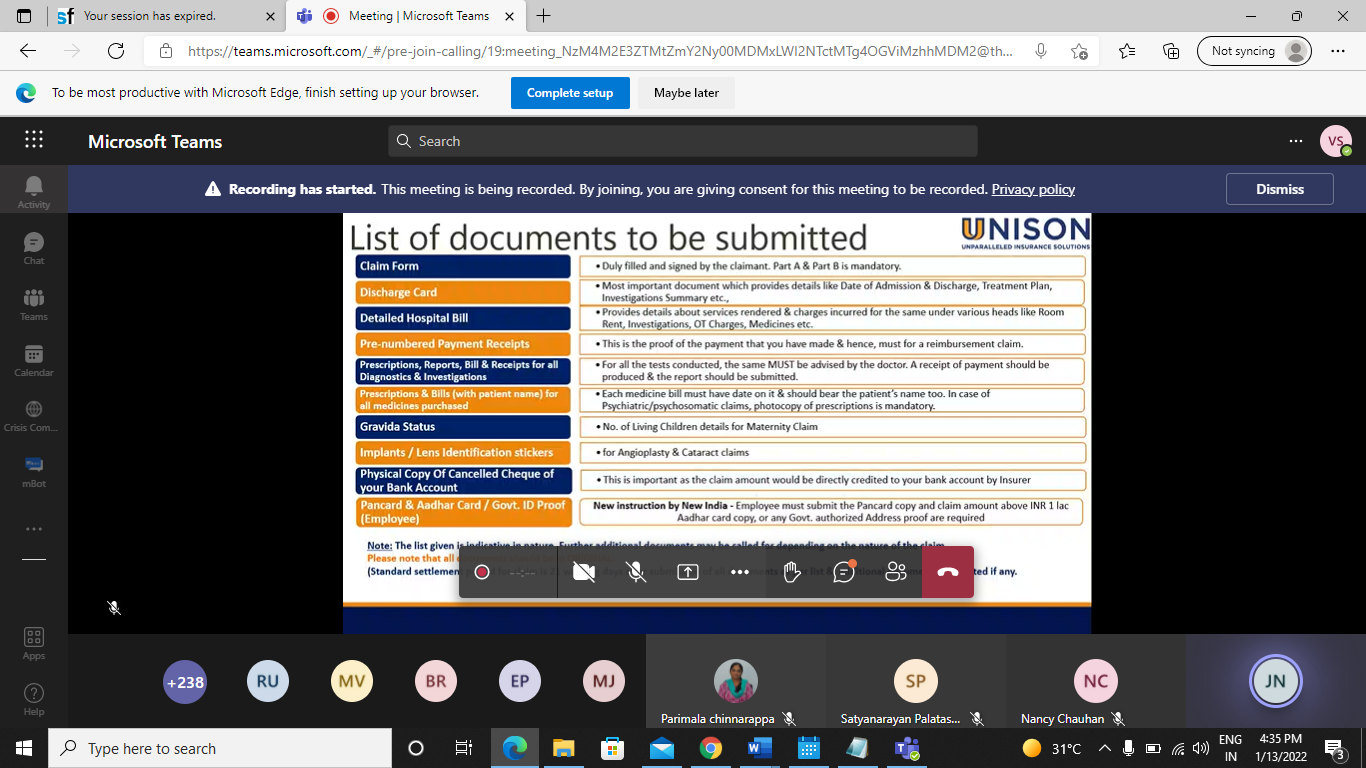 Your session has expired.
Meeting | Microsoft Teams
https://teams.microsoft.com/_#/pre-join-calling/19:meeting_NzM4M2E3ZTMtZmY2Ny00MDMxLWI2NTctMTg4OGViMzhhMDM2@th...
Not syncing
To be most productive with Microsoft Edge, finish setting up your browser.
Complete setup
Maybe later
Microsoft Teams
Search
VS
Recording has started. This meeting is being recorded. By joining, you are giving consent for this meeting to be recorded. Privacy policy
Dismiss
Activity
Chat
Teams
Calendar
Crisis Com...
mBot
Apps
Help
List of documents to be submitted
UNISON
UNPARALLELED INSURANCE SOLUTIONS
Claim Form
• Duly filled and signed by the claimant. Part A & Part B is mandatory.
Discharge Card
• Most important document which provides details like Date of Admission & Discharge, Treatment Plan,
Investigations Summary etc.,
Detailed Hospital Bill
• Provides details about services rendered & charges incurred for the same under various heads like Room
Rent, Investigations, OT Charges, Medicines etc.
Pre-numbered Payment Receipts
• This is the proof of the payment that you have made & hence, must for a reimbursement claim.
Prescriptions, Reports, Bill & Receipts for all
Diagnostics & Investigations
• For all the tests conducted, the same MUST be advised by the doctor. A receipt of payment should be
produced & the report should be submitted.
Prescriptions & Bills (with patient name) for
all medicines purchased
• Each medicine bill must have date on it & should bear the patient's name too. In case of
Psychiatric/psychosomatic claims, photocopy of prescriptions is mandatory.
Gravida Status
• No. of Living Children details for Maternity Claim
Implants / Lens Identification stickers
• for Angioplasty & Cataract claims
Physical Copy Of Cancelled Cheque of
your Bank Account
• This is important as the claim amount would be directly credited to your bank account by Insurer
Pancard & Aadhar Card / Govt. ID Proof
(Employee)
New instruction by New India - Employee must submit the Pancard copy and claim amount above INR 1 lac
Aadhar card copy, or any Govt. authorized Address proof are required
Note: The list given is indicative in nature. Further additional documents may be called for depending on the nature of the claim
Please note that all
(Standard settlement if any.
--:--
+238
RU
MV
BR
EP
MJ
Parimala chinnarappa
SP
Satyanarayan Palatas...
NC
Nancy Chauhan
JN
Type here to search
31°C
ENG
IN
4:35 PM
1/13/2022
3